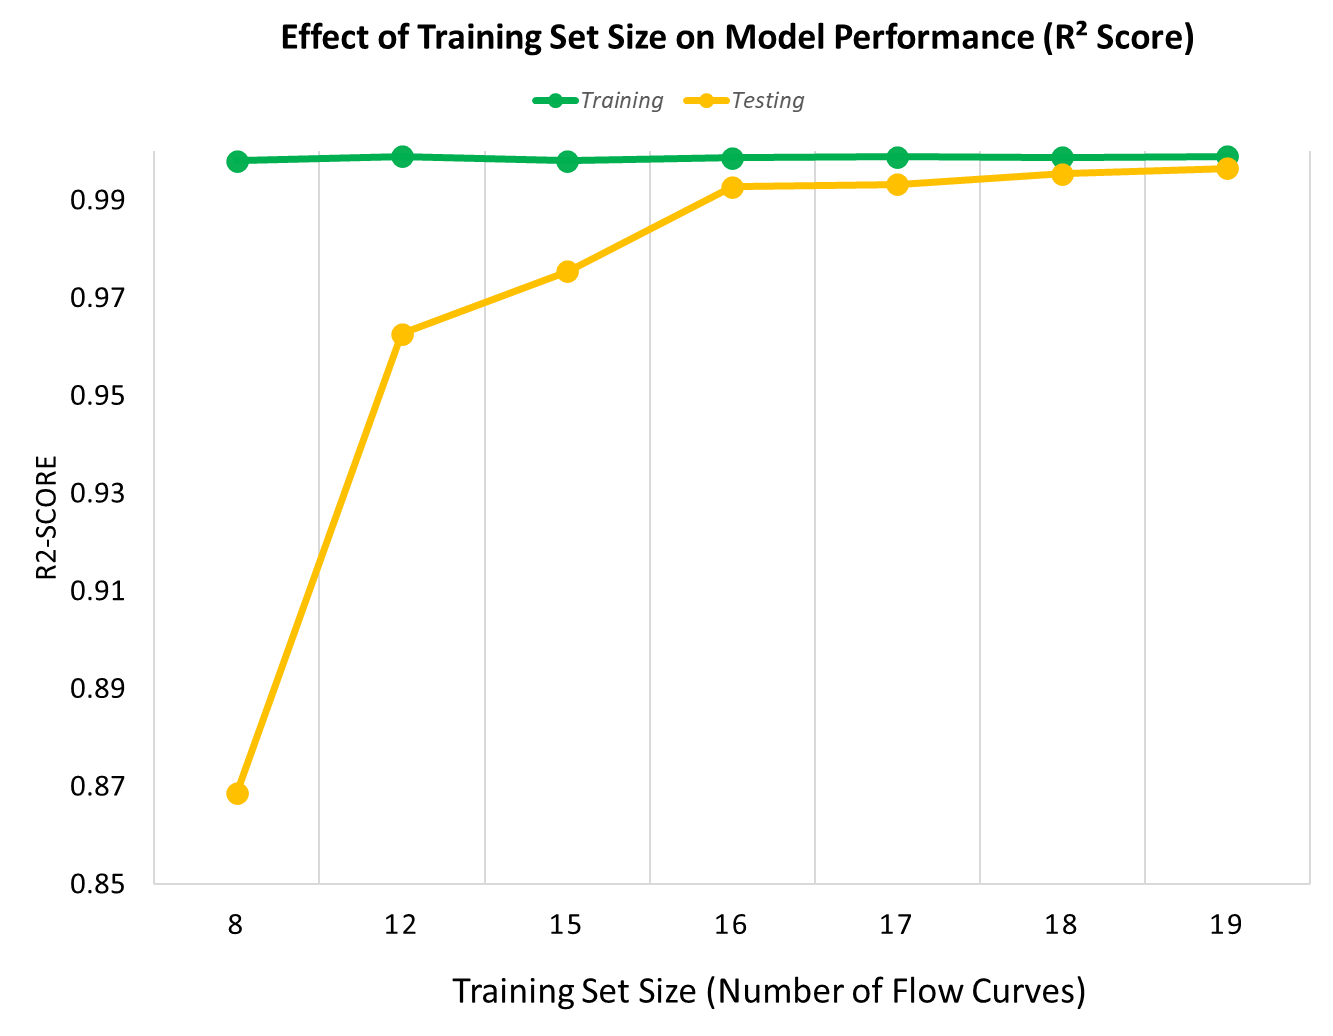 Effect of Training Set Size on Model Performance (R² Score)
Training Testing
0.99
0.97
0.95
0.93
0.91
0.89
0.87
0.85
R2-SCORE
8 12 15 16 17 18 19
Training Set Size (Number of Flow Curves)